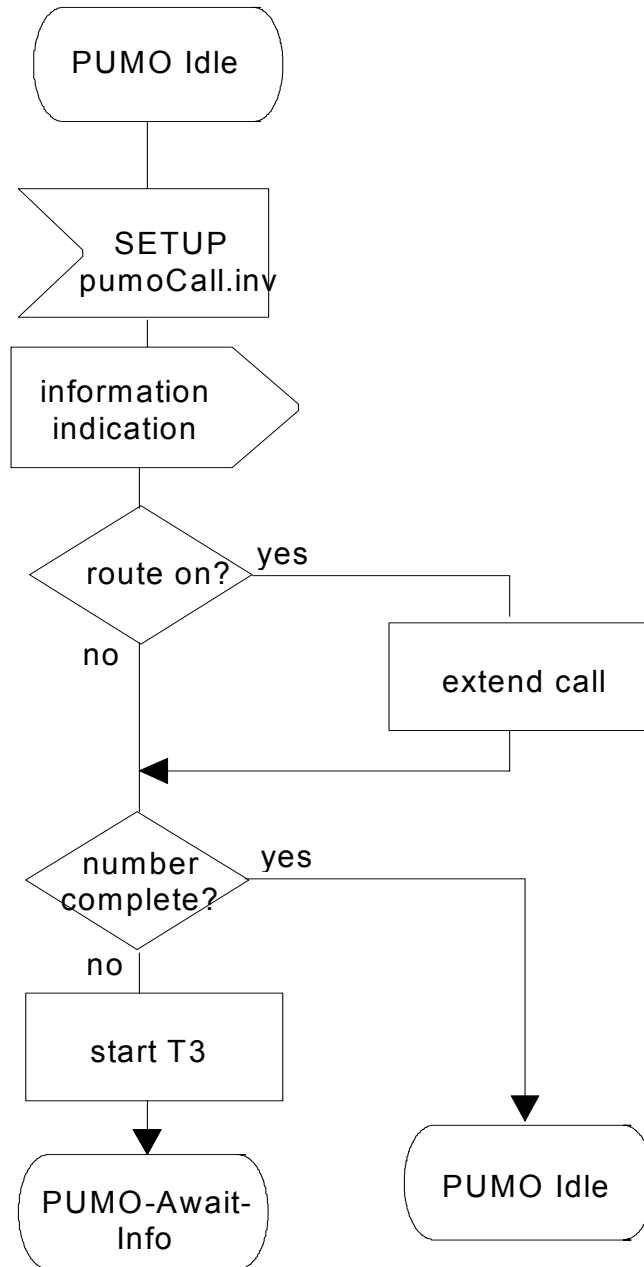 PUMO Idle
SETUP
pumoCall.inv
information
indication
route on?
yes
no
extend call
number
complete?
yes
no
start T3
PUMO-Await-
Info
PUMO Idle